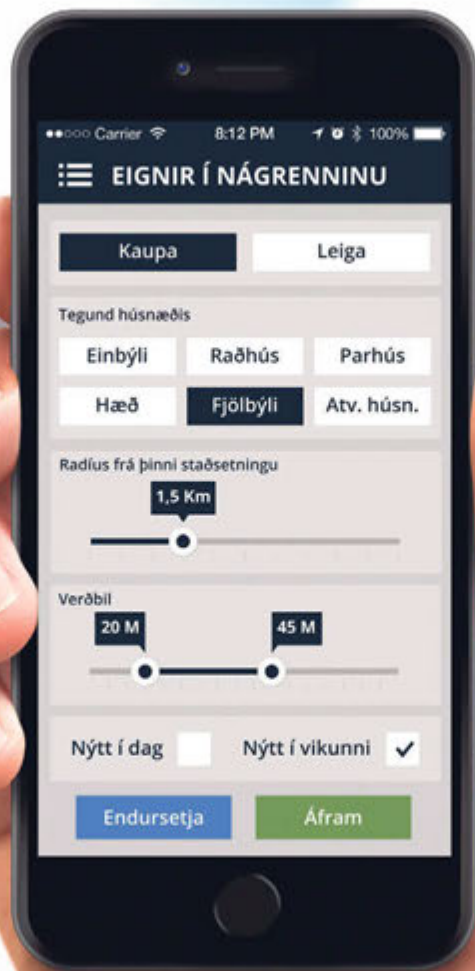 Carrier 8:12 PM 100%
EIGNIR Í NÁGRENNINU
Kaupa Leiga
Tegund húsnæðis
Einbýli Raðhús Parhús
Hæð Fjölbýli Atv. húsn.
Radíus frá þinni staðsetningu
1,5 Km
Verðbil
20 M 45 M
Nýtt í dag Nýtt í vikunni
Endursetja Áfram